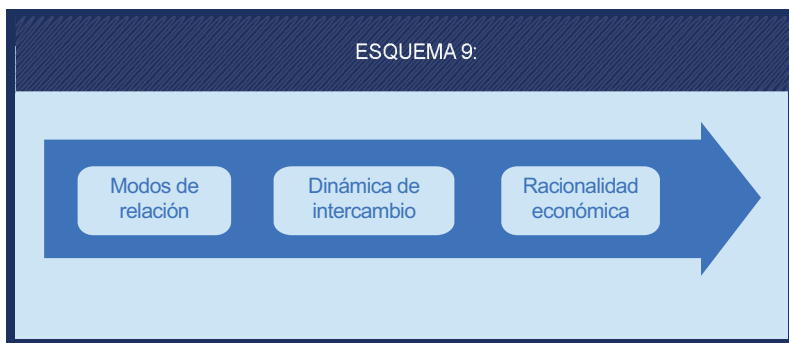 ESQUEMA 9:
Modos de
relación
Dinámica de
intercambio
Racionalidad
económica